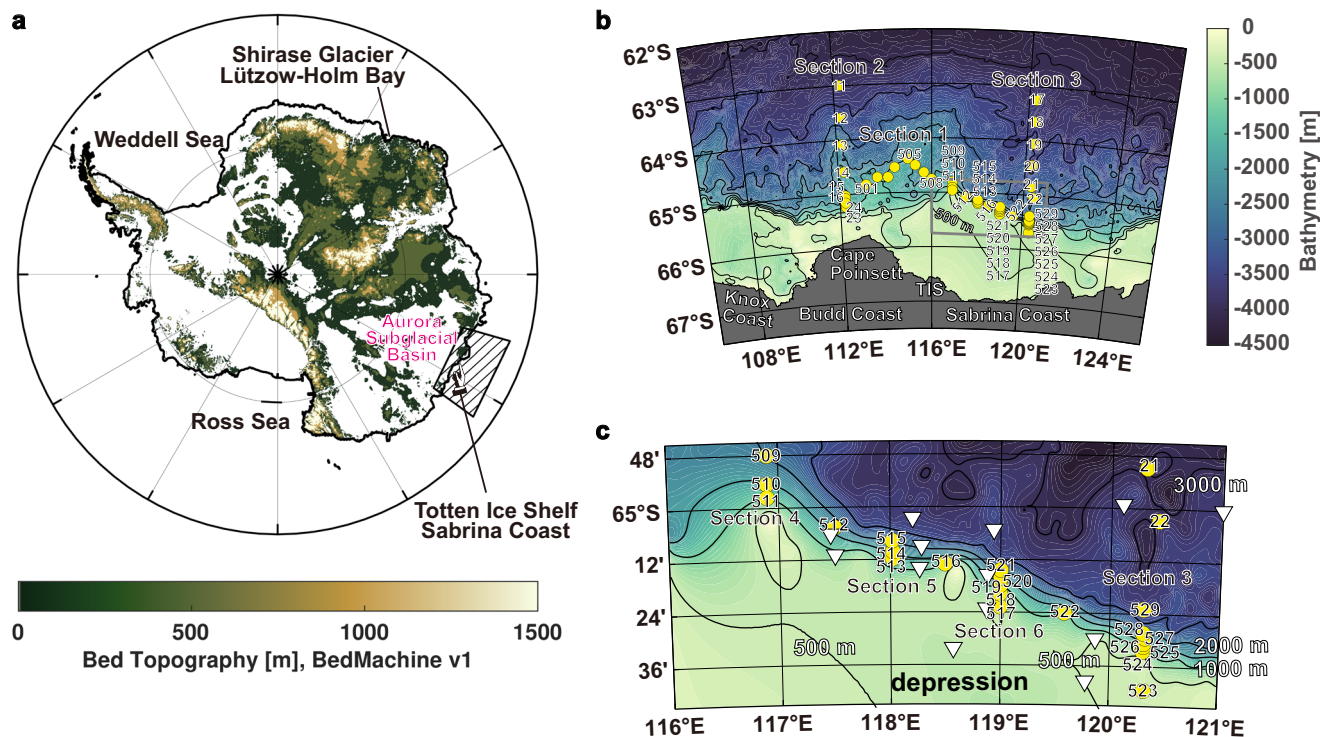 a
Shirase Glacier
Lützow-Holm Bay
Weddell Sea
Aurora
Subglacial
Basin
Ross Sea
Totten Ice Shelf
Sabrina Coast
0
500
1000
1500
Bed Topography [m], BedMachine v1
b
62°S
63°S
64°S
65°S
66°S
67°S
Section 2
Section 3
Section 1
11
12
13
14
15
16
24
23
501
505
508
509
510
511
515
514
513
17
18
19
20
21
22
529
528
527
526
525
524
523
521
520
519
518
517
500 m
Cape
Poinsett
TIS
Knox
Coast
Budd Coast
Sabrina Coast
108°E
112°E
116°E
120°E
124°E
0
-500
-1000
-1500
-2000
-2500
-3000
-3500
-4000
-4500
Bathymetry [m]
c
48'
65°S
12'
24'
36'
509
510
511
Section 4
512
515
514
513
Section 5
516
521
520
519
518
517
Section 6
522
21
3000 m
22
Section 3
529
528
527
526
525
524
523
2000 m
1000 m
500 m
500 m
depression
116°E
117°E
118°E
119°E
120°E
121°E